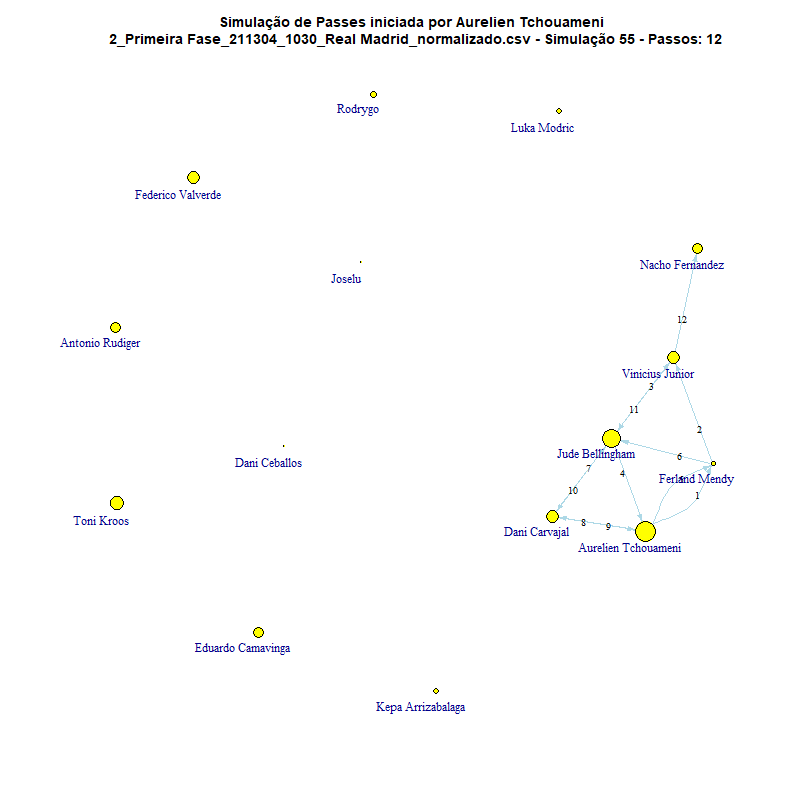 Simulação de Passes iniciada por Aurelien Tchouameni
2_Primeira Fase_211304_1030_Real Madrid_normalizado.csv - Simulação 55 - Passos: 12
Rodrygo
Luka Modric
Federico Valverde
Nacho Fernandez
Joselu
12
Antonio Rudiger
Vinicius Junior
3
11
2
Jude Bellingham
6
Dani Ceballos
7
4
Ferland Mendy
10
1
Toni Kroos
8
9
Dani Carvajal
Aurelien Tchouameni
Eduardo Camavinga
Kepa Arrizabalaga